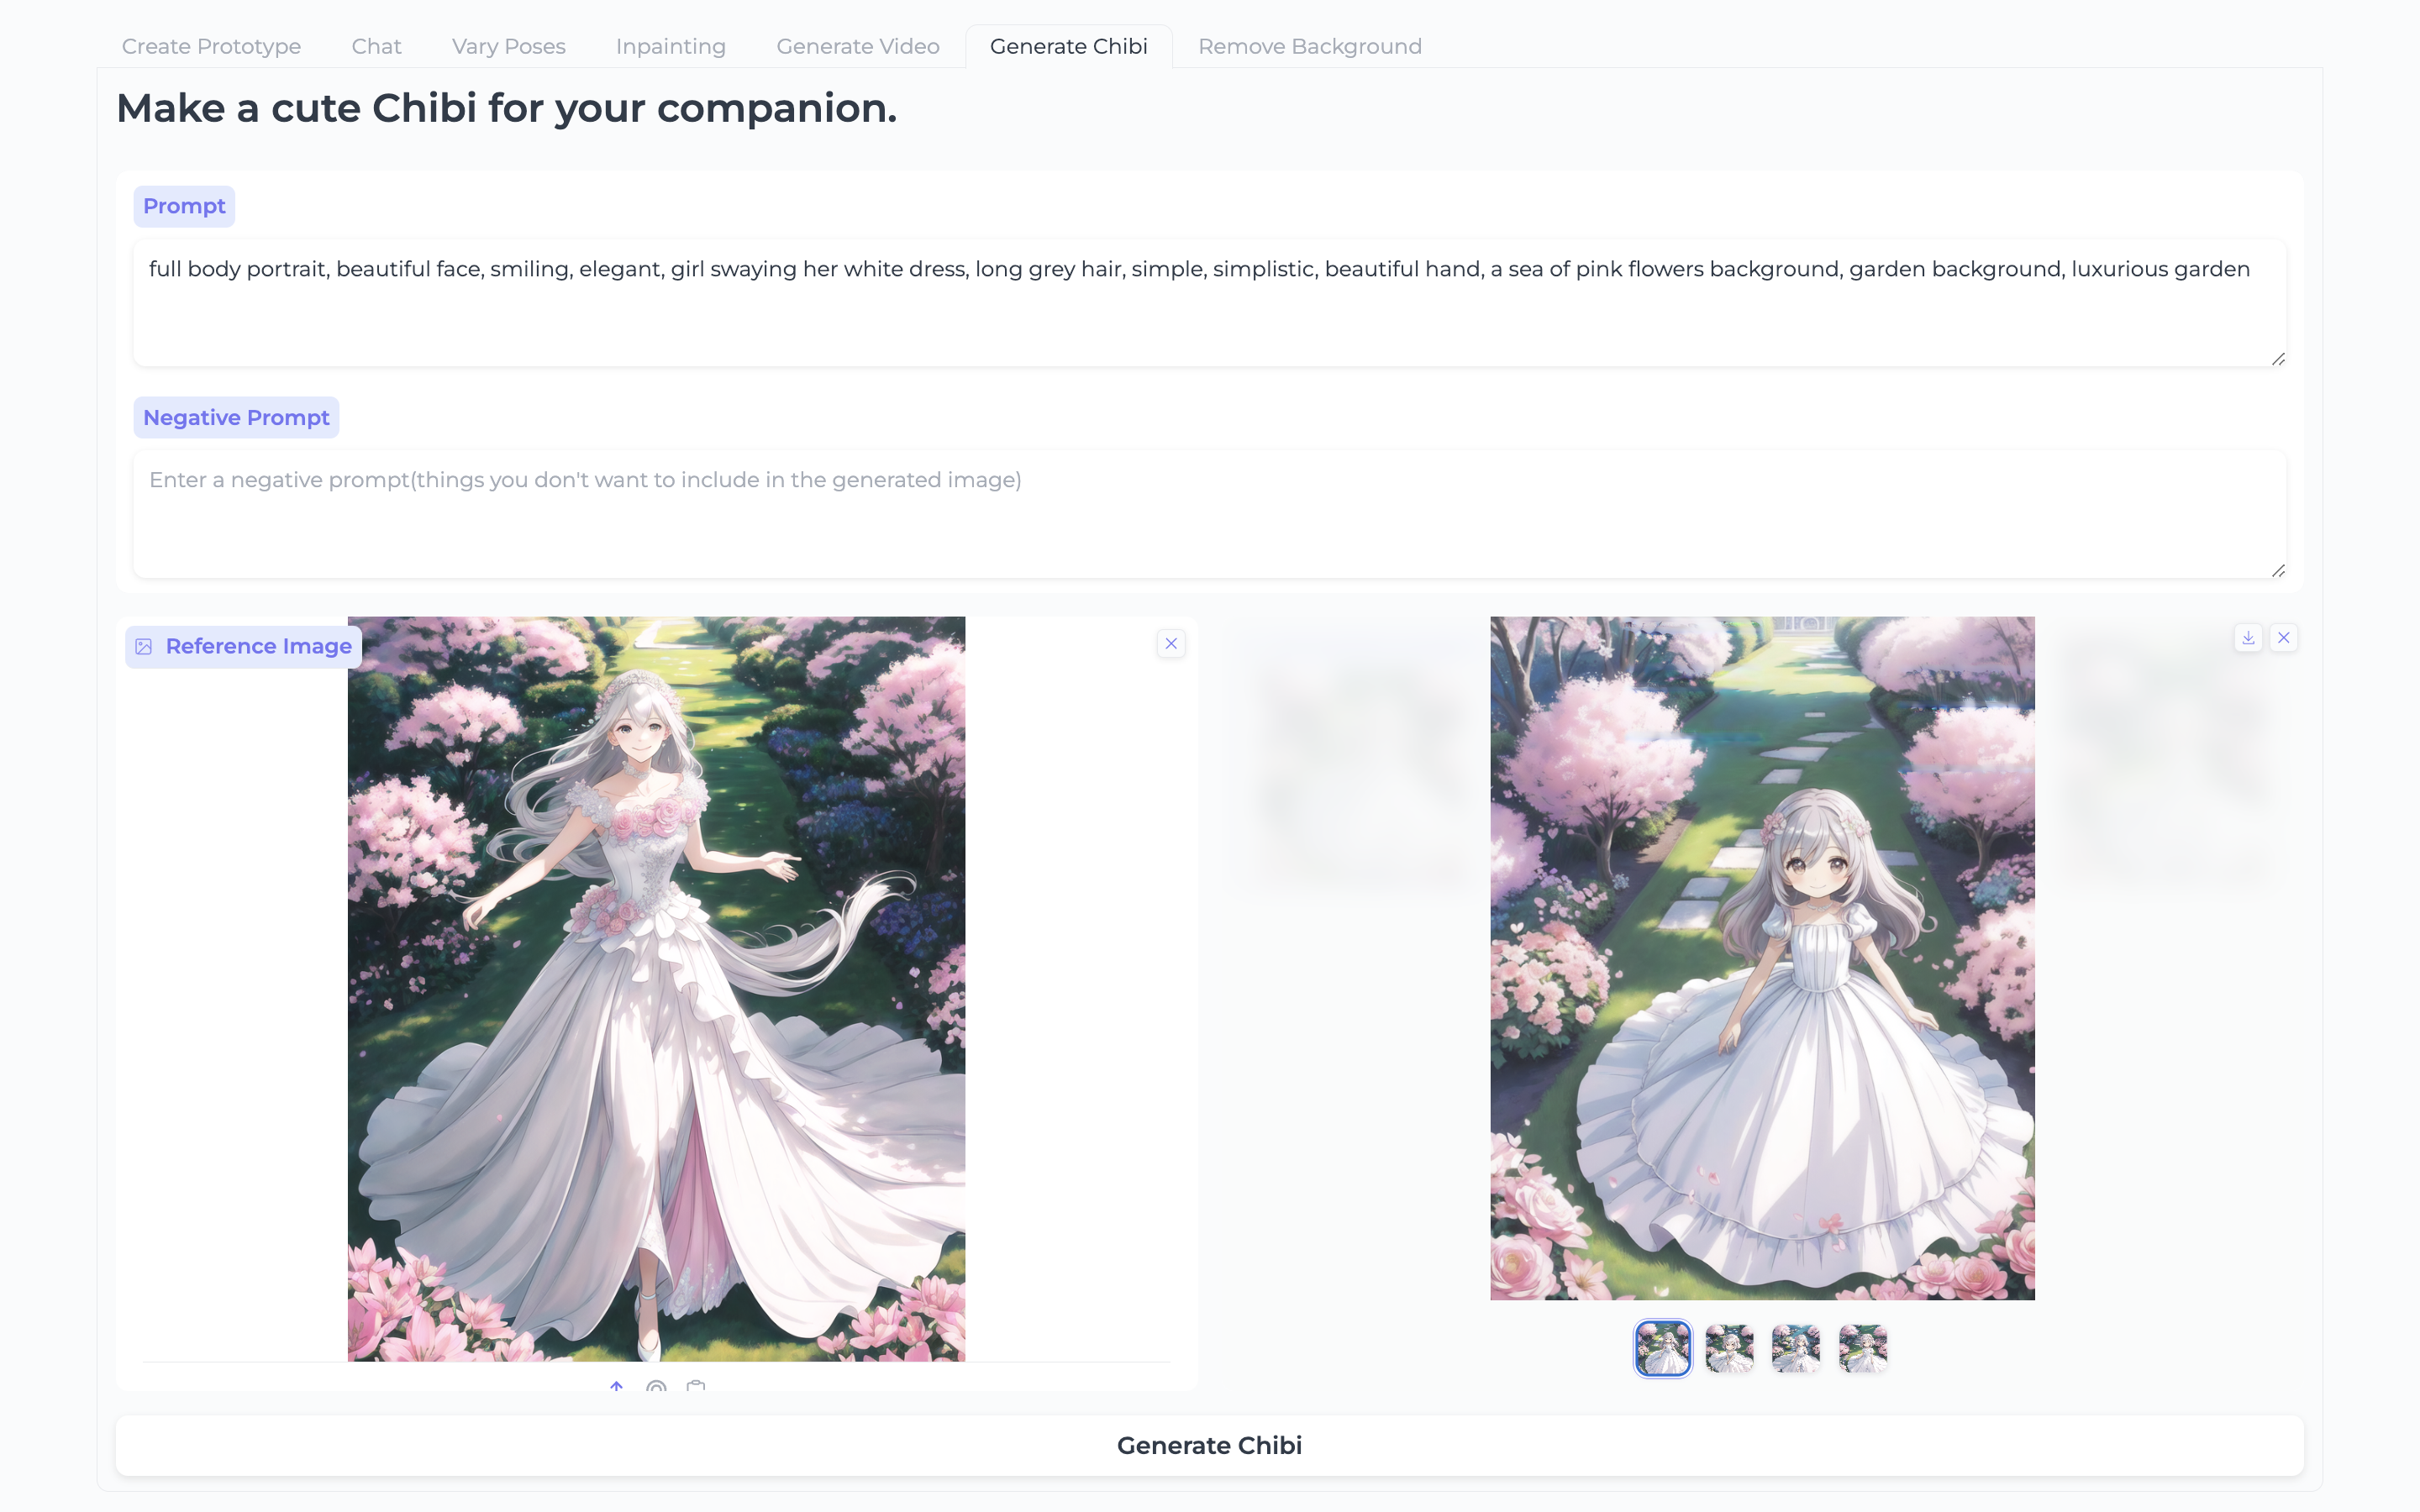 Create Prototype Chat Vary Poses Inpainting Generate Video Generate Chibi Remove Background
Make a cute Chibi for your companion.
Prompt
full body portrait, beautiful face, smiling, elegant, girl swaying her white dress, long grey hair, simple, simplistic, beautiful hand, a sea of pink flowers background, garden background, luxurious garden
Negative Prompt
Enter a negative prompt(things you don't want to include in the generated image)
Reference Image
Generate Chibi